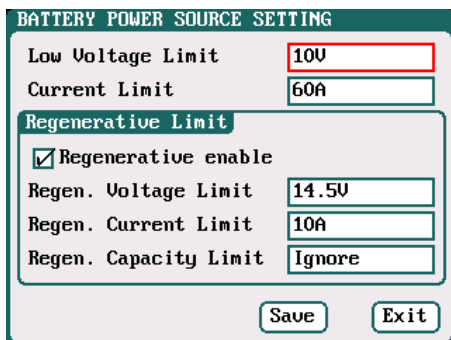 BATTERY POWER SOURCE SETTING
Low Voltage Limit 10V
Current Limit 60A
Regenerative Limit
Regenerative enable
Regen. Voltage Limit 14.5V
Regen. Current Limit 10A
Regen. Capacity Limit Ignore
Save Exit